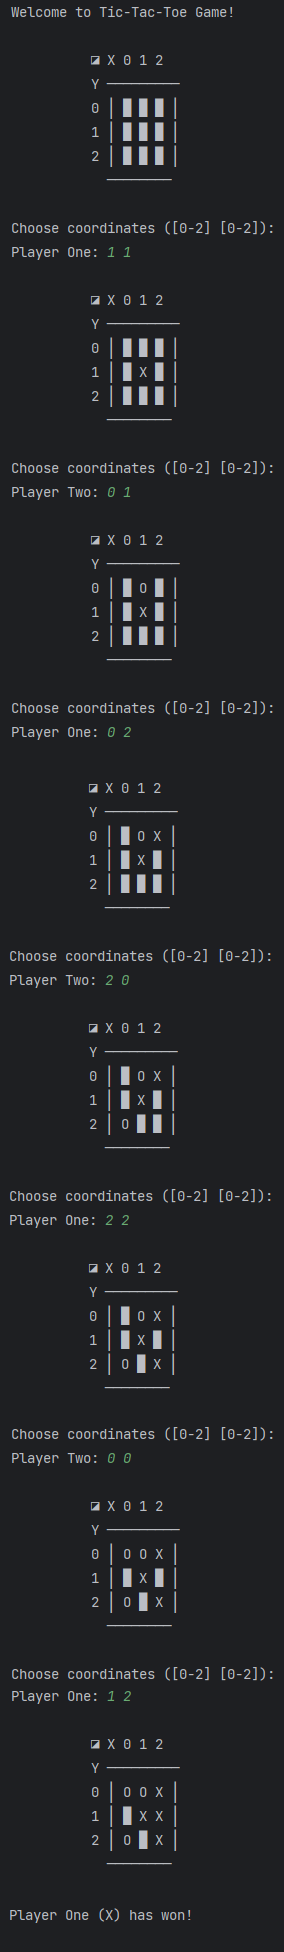 Welcome to Tic-Tac-Toe Game!
◪ X 0 1 2
Y ─────────
0 │ █ █ █ │
1 │ █ █ █ │
2 │ █ █ █ │
────────
Choose coordinates ([0-2] [0-2]):
Player One: 1 1
◪ X 0 1 2
Y ─────────
0 │ █ █ █ │
1 │ █ X █ │
2 │ █ █ █ │
────────
Choose coordinates ([0-2] [0-2]):
Player Two: 0 1
◪ X 0 1 2
Y ─────────
0 │ █ O █ │
1 │ █ X █ │
2 │ █ █ █ │
────────
Choose coordinates ([0-2] [0-2]):
Player One: 0 2
◪ X 0 1 2
Y ─────────
0 │ █ O X │
1 │ █ X █ │
2 │ █ █ █ │
────────
Choose coordinates ([0-2] [0-2]):
Player Two: 2 0
◪ X 0 1 2
Y ─────────
0 │ █ O X │
1 │ █ X █ │
2 │ O █ █ │
────────
Choose coordinates ([0-2] [0-2]):
Player One: 2 2
◪ X 0 1 2
Y ─────────
0 │ █ O X │
1 │ █ X █ │
2 │ O █ X │
────────
Choose coordinates ([0-2] [0-2]):
Player Two: 0 0
◪ X 0 1 2
Y ─────────
0 │ O O X │
1 │ █ X █ │
2 │ O █ X │
────────
Choose coordinates ([0-2] [0-2]):
Player One: 1 2
◪ X 0 1 2
Y ─────────
0 │ O O X │
1 │ █ X X │
2 │ O █ X │
────────
Player One (X) has won!